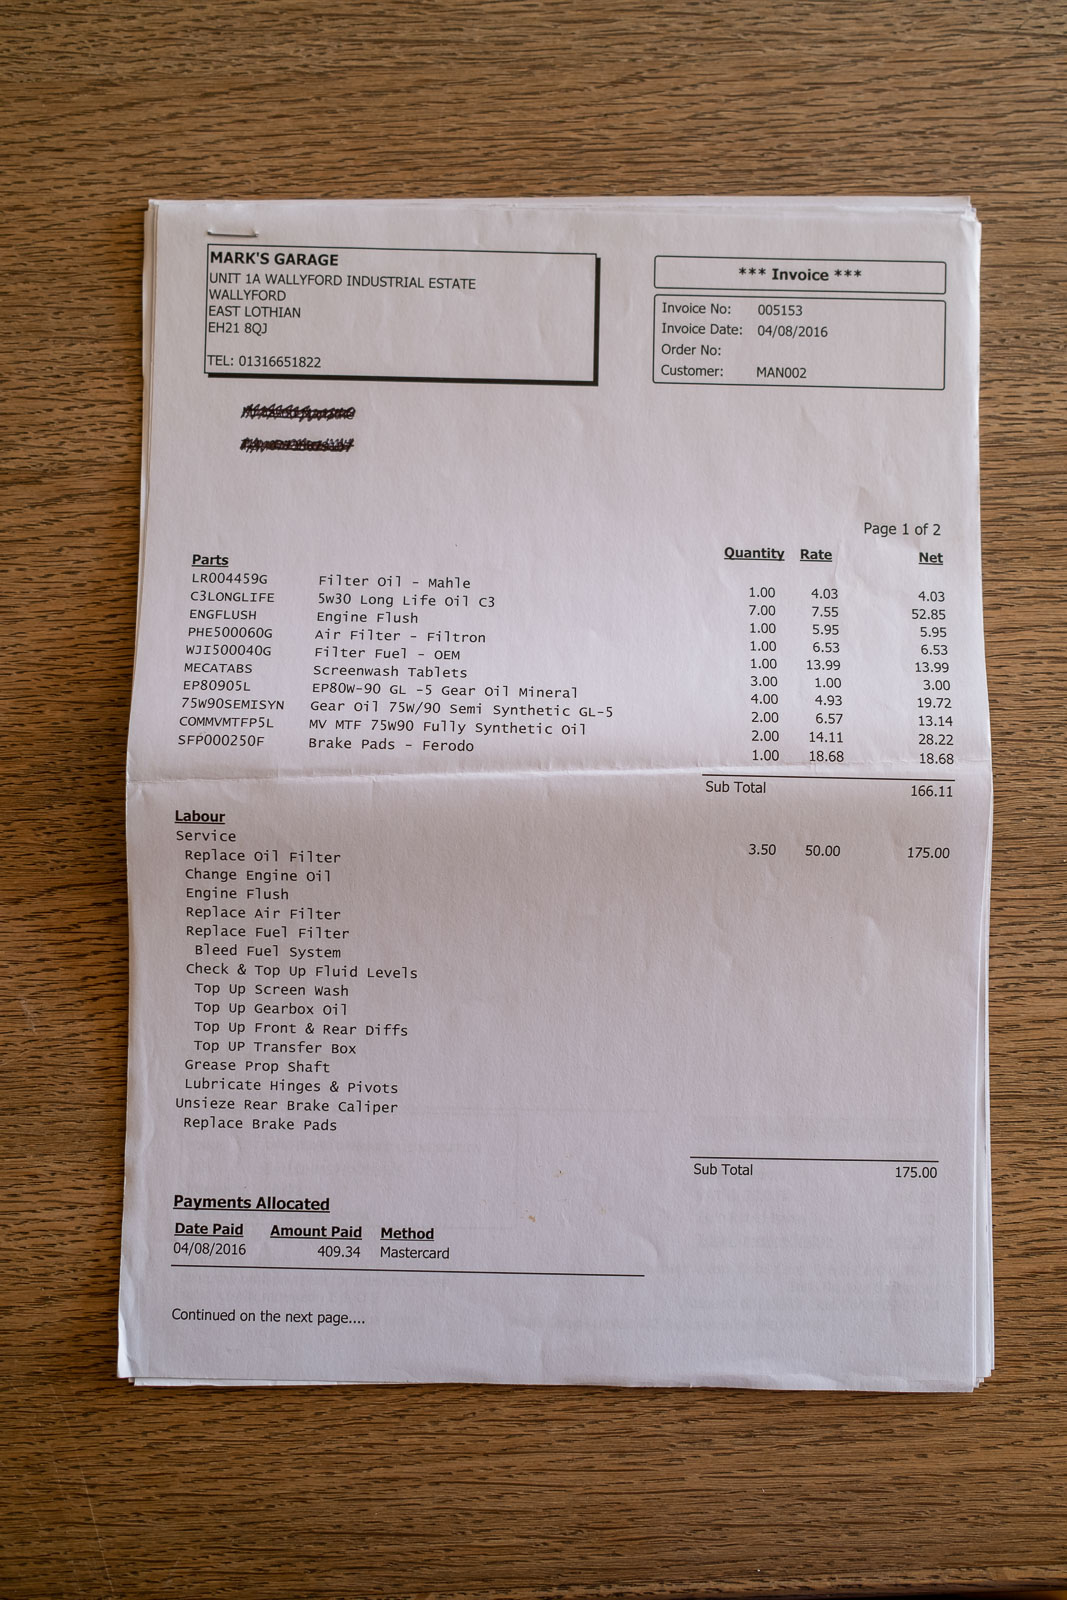 MARK'S GARAGE
UNIT 1A WALLYFORD INDUSTRIAL ESTATE
WALLYFORD
EAST LOTHIAN
EH21 8QJ
TEL: 01316651822
*** Invoice ***
Invoice No: 005153
Invoice Date: 04/08/2016
Order No:
Customer: MAN002
Page 1 of 2
Parts Quantity Rate Net
LR004459G Filter Oil - Mahle 1.00 4.03 4.03
C3LONGLIFE 5w30 Long Life Oil C3 7.00 7.55 52.85
ENGFLUSH Engine Flush 1.00 5.95 5.95
PHE500060G Air Filter - Filtron 1.00 6.53 6.53
WJI500040G Filter Fuel - OEM 1.00 13.99 13.99
MECATABS Screenwash Tablets 3.00 1.00 3.00
EP80905L EP80W-90 GL -5 Gear Oil Mineral 4.00 4.93 19.72
75W90SEMISYN Gear Oil 75W/90 Semi Synthetic GL-5 2.00 6.57 13.14
COMMVMTFP5L MV MTF 75W90 Fully Synthetic Oil 2.00 14.11 28.22
SFP000250F Brake Pads - Ferodo 1.00 18.68 18.68
Sub Total 166.11
Labour
Service 3.50 50.00 175.00
Replace Oil Filter
Change Engine Oil
Engine Flush
Replace Air Filter
Replace Fuel Filter
Bleed Fuel System
Check & Top Up Fluid Levels
Top Up Screen Wash
Top Up Gearbox Oil
Top Up Front & Rear Diffs
Top UP Transfer Box
Grease Prop Shaft
Lubricate Hinges & Pivots
Unsieze Rear Brake Caliper
Replace Brake Pads
Sub Total 175.00
Payments Allocated
Date Paid Amount Paid Method
04/08/2016 409.34 Mastercard
Continued on the next page....